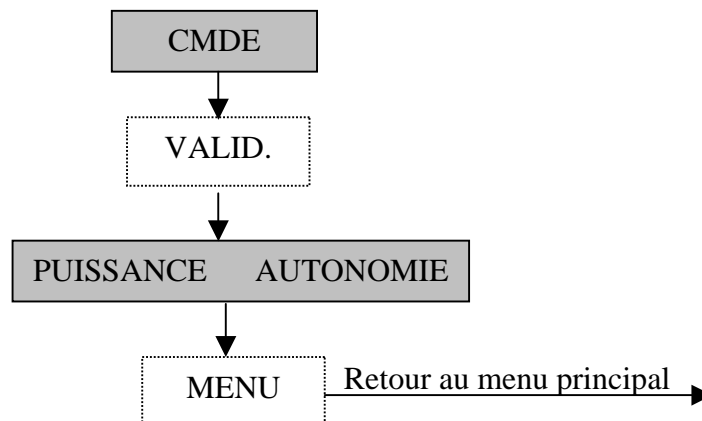 CMDE
VALID.
PUISSANCE AUTONOMIE
MENU
Retour au menu principal